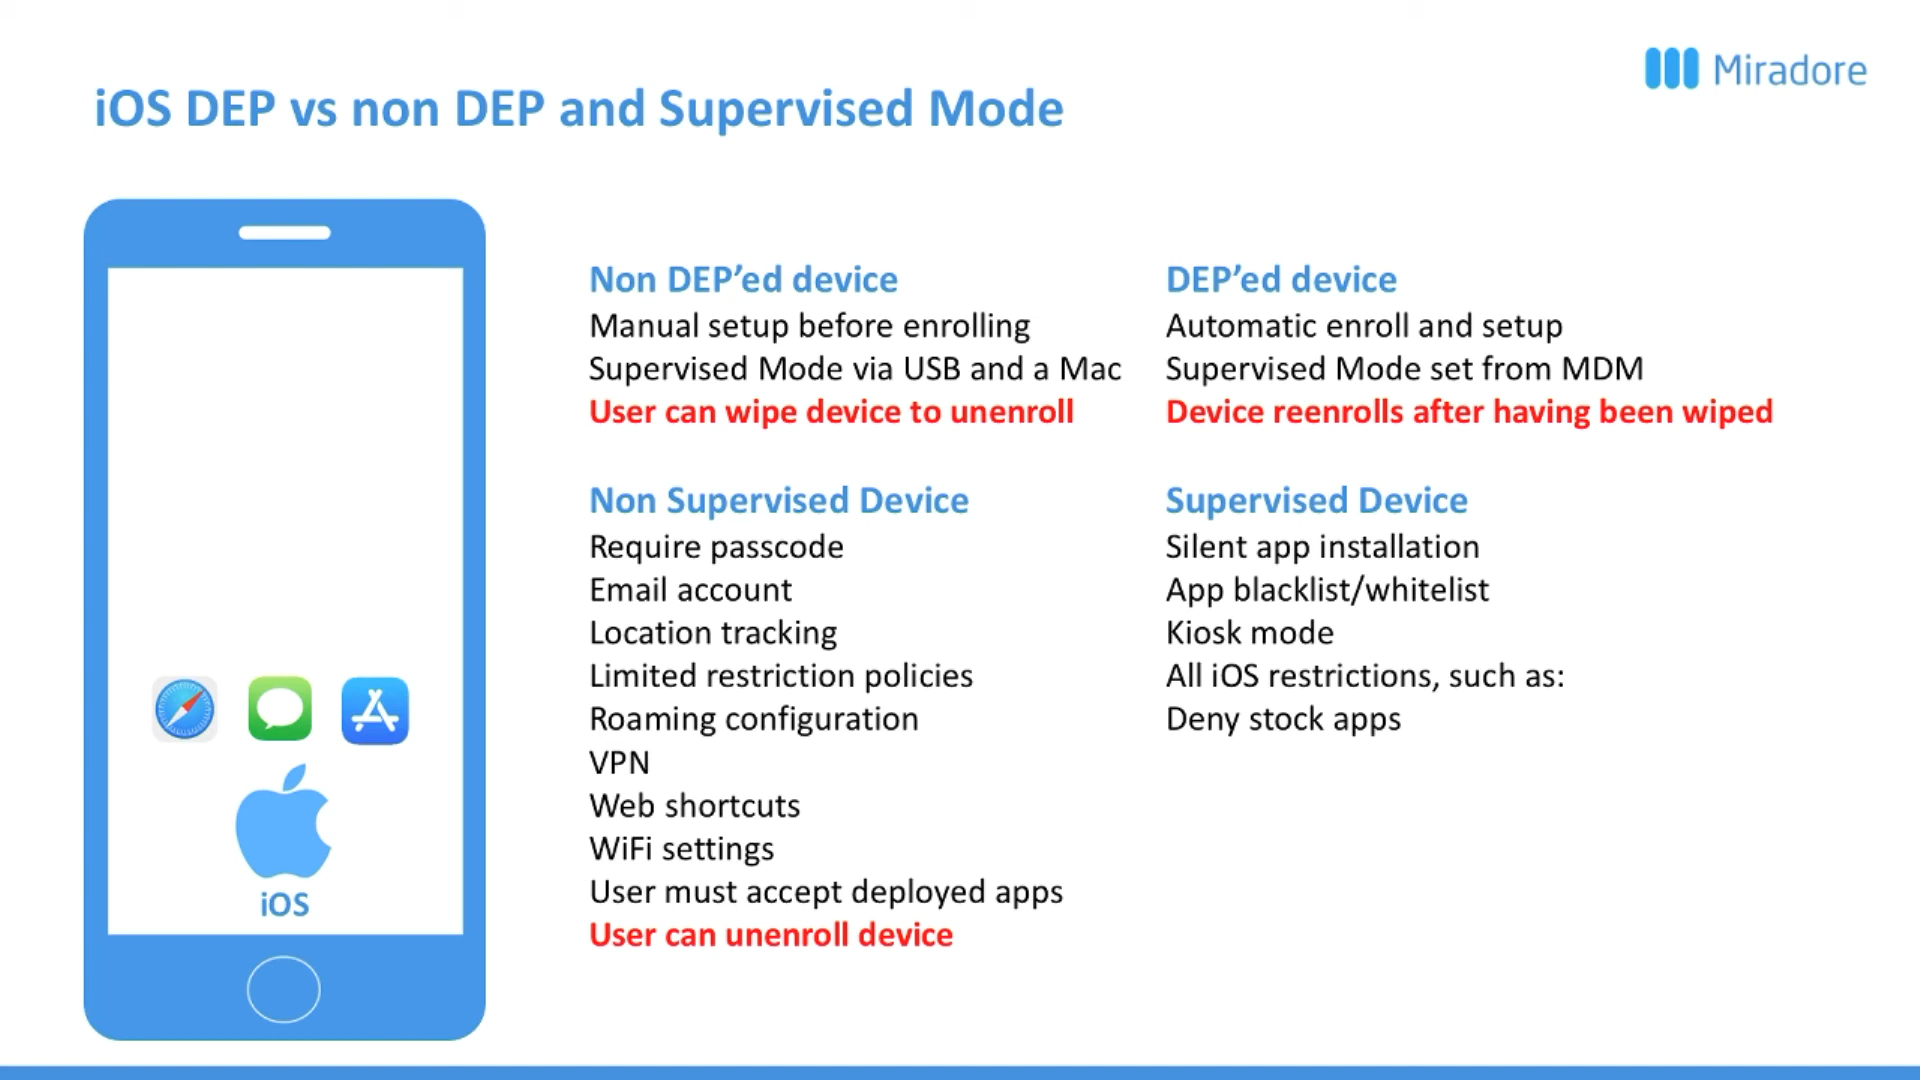 Miradore
iOS DEP vs non DEP and Supervised Mode
Non DEP’ed device
Manual setup before enrolling
Supervised Mode via USB and a Mac
User can wipe device to unenroll
DEP’ed device
Automatic enroll and setup
Supervised Mode set from MDM
Device reenrolls after having been wiped
Non Supervised Device
Require passcode
Email account
Location tracking
Limited restriction policies
Roaming configuration
VPN
Web shortcuts
WiFi settings
User must accept deployed apps
User can unenroll device
Supervised Device
Silent app installation
App blacklist/whitelist
Kiosk mode
All iOS restrictions, such as:
Deny stock apps
iOS